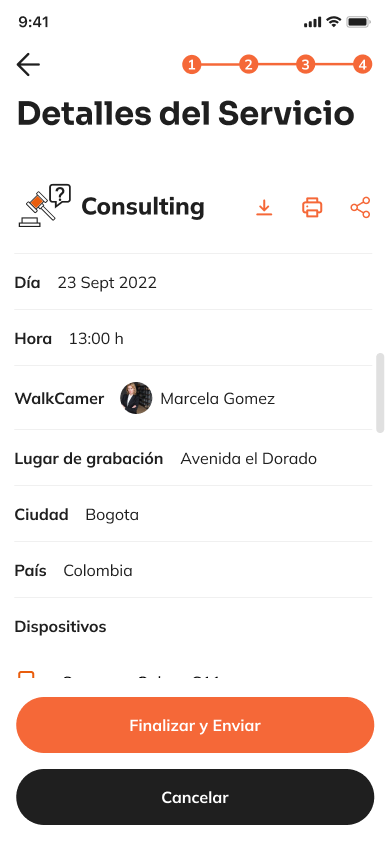 9:41
1 2 3 4
Detalles del Servicio
?
Consulting
Día 23 Sept 2022
Hora 13:00 h
WalkCamer Marcela Gomez
Lugar de grabación Avenida el Dorado
Ciudad Bogota
País Colombia
Dispositivos
Finalizar y Enviar
Cancelar